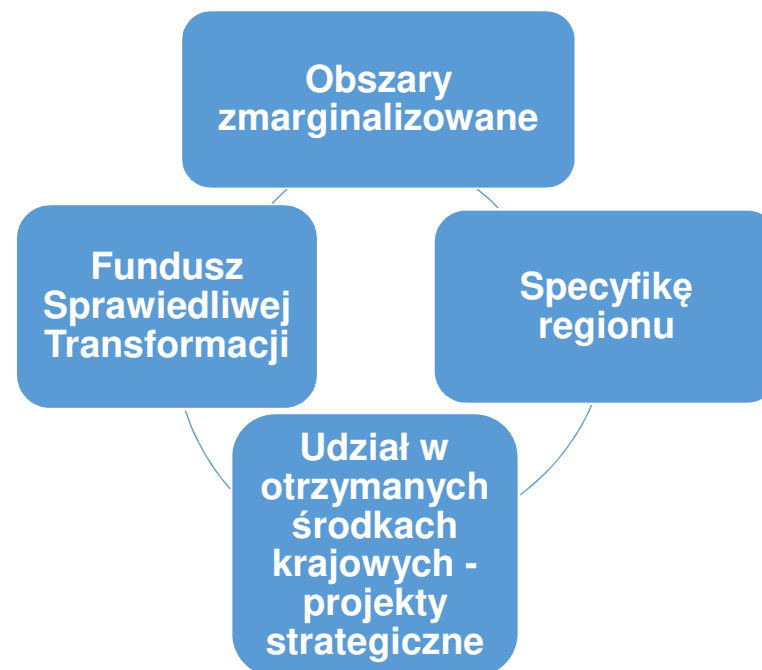 Obszary
zmarginalizowane
Fundusz
Sprawiedliwej
Transformacji
Specyfikę
regionu
Udział w
otrzymanych
środkach
krajowych -
projekty
strategiczne